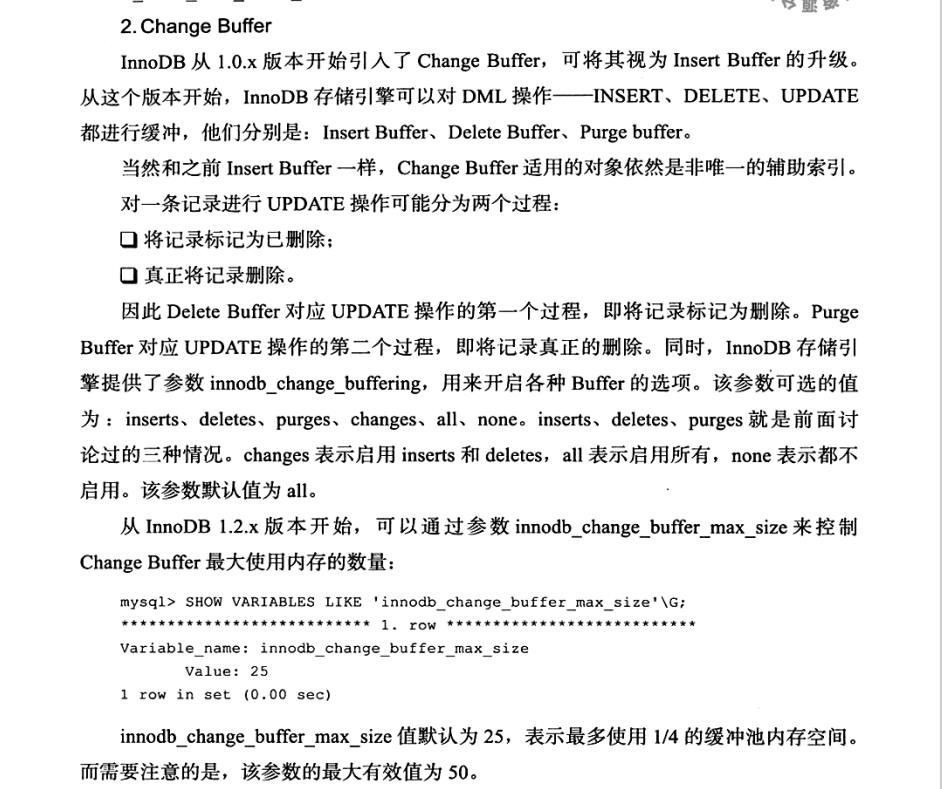 2. Change Buffer
InnoDB 从 1.0.x 版本开始引入了 Change Buffer，可将其视为 Insert Buffer 的升级。
从这个版本开始，InnoDB 存储引擎可以对 DML 操作——INSERT、DELETE、UPDATE
都进行缓冲，他们分别是：Insert Buffer、Delete Buffer、Purge buffer。
当然和之前 Insert Buffer 一样，Change Buffer 适用的对象依然是非唯一的辅助索引。
对一条记录进行 UPDATE 操作可能分为两个过程：
❑ 将记录标记为已删除；
❑ 真正将记录删除。
因此 Delete Buffer 对应 UPDATE 操作的第一个过程，即将记录标记为删除。Purge
Buffer 对应 UPDATE 操作的第二个过程，即将记录真正的删除。同时，InnoDB 存储引
擎提供了参数 innodb_change_buffering，用来开启各种 Buffer 的选项。该参数可选的值
为：inserts、deletes、purges、changes、all、none。inserts、deletes、purges 就是前面讨
论过的三种情况。changes 表示启用 inserts 和 deletes，all 表示启用所有，none 表示都不
启用。该参数默认值为 all。
从 InnoDB 1.2.x 版本开始，可以通过参数 innodb_change_buffer_max_size 来控制
Change Buffer 最大使用内存的数量：
mysql> SHOW VARIABLES LIKE 'innodb_change_buffer_max_size'\G;
*************************** 1. row ***************************
Variable_name: innodb_change_buffer_max_size
Value: 25
1 row in set (0.00 sec)
innodb_change_buffer_max_size 值默认为 25，表示最多使用 1/4 的缓冲池内存空间。
而需要注意的是，该参数的最大有效值为 50。